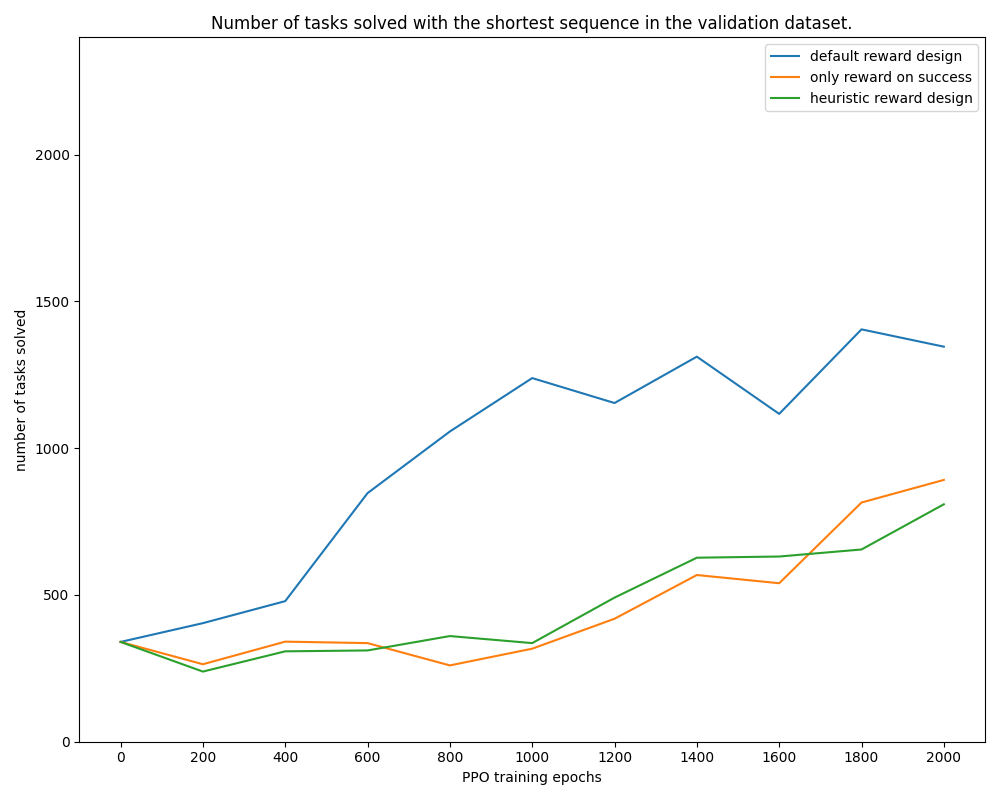 Number of tasks solved with the shortest sequence in the validation dataset.
default reward design
only reward on success
heuristic reward design
2000
1500
1000
500
0
number of tasks solved
0 200 400 600 800 1000 1200 1400 1600 1800 2000
PPO training epochs